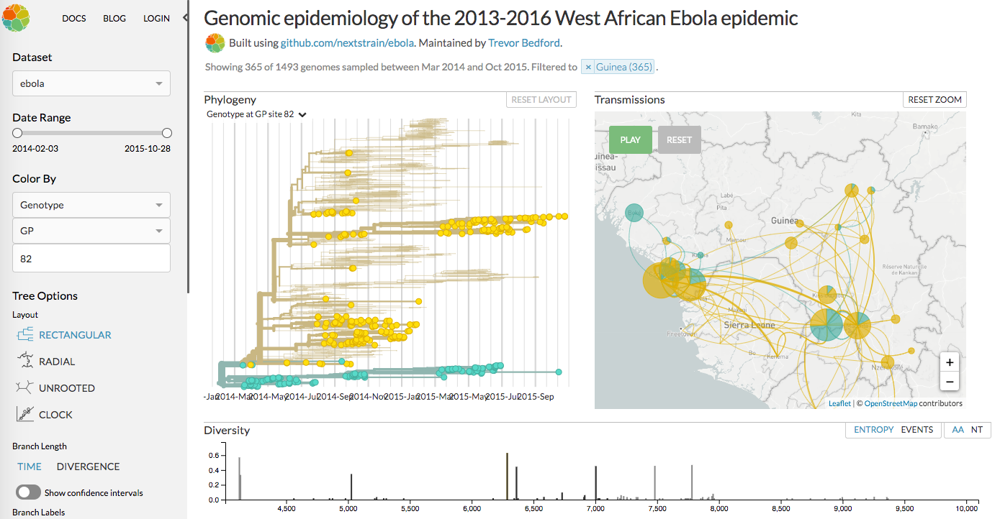 DOCS BLOG LOGIN
Dataset
ebola
Date Range
2014-02-03 2015-10-28
Color By
Genotype
GP
82
Tree Options
Layout
RECTANGULAR
RADIAL
UNROOTED
CLOCK
Branch Length
TIME DIVERGENCE
Show confidence intervals
Branch Labels
Genomic epidemiology of the 2013-2016 West African Ebola epidemic
Built using github.com/nextstrain/ebola. Maintained by Trevor Bedford.
Showing 365 of 1493 genomes sampled between Mar 2014 and Oct 2015. Filtered to × Guinea (365) .
Phylogeny RESET LAYOUT
Genotype at GP site 82
-Jan 2014-Mar 2014-May 2014-Jul 2014-Sep 2014-Nov 2015-Jan 2015-Mar 2015-May 2015-Jul 2015-Sep
Transmissions RESET ZOOM
PLAY RESET
Kita
Bamako
uinea-
issau
Labé
Pita
Guinea
Mamou
Réserve Naturelle
de Kankan
Makeni
Sierra Leone
Freetown
Bo
Kenema
+
−
Leaflet | © OpenStreetMap contributors
Diversity ENTROPY EVENTS AA NT
0.6
0.4
0.2
0.0
4,500 5,000 5,500 6,000 6,500 7,000 7,500 8,000 8,500 9,000 9,500 10,000